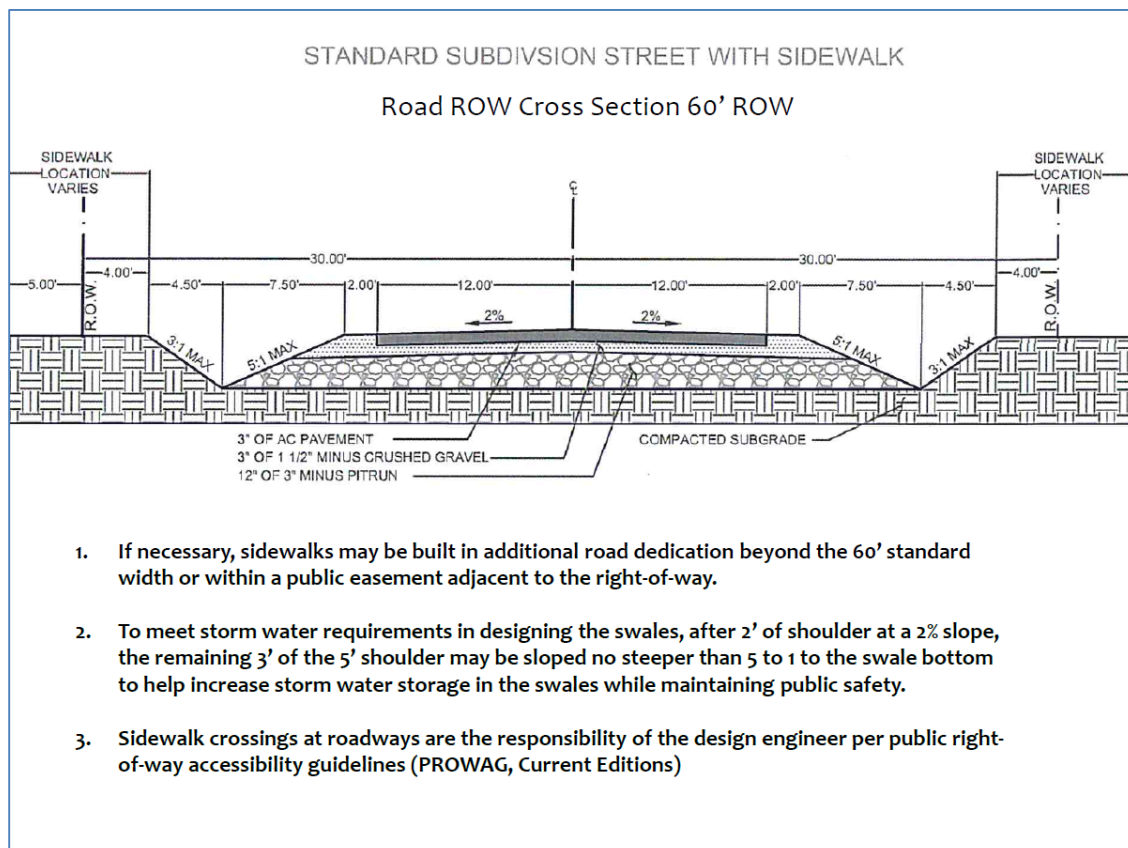 STANDARD SUBDIVSION STREET WITH SIDEWALK
Road ROW Cross Section 60' ROW
SIDEWALK
LOCATION
VARIES
SIDEWALK
LOCATION
VARIES
℄
30.00' 30.00'
4.00' 4.00'
5.00' 4.50' 7.50' 2.00' 12.00' 12.00' 2.00' 7.50' 4.50'
R.O.W. R.O.W.
2% 2%
3:1 MAX 5:1 MAX 5:1 MAX 3:1 MAX
3" OF AC PAVEMENT
3" OF 1 1/2" MINUS CRUSHED GRAVEL
12" OF 3" MINUS PITRUN
COMPACTED SUBGRADE
1. If necessary, sidewalks may be built in additional road dedication beyond the 60' standard
width or within a public easement adjacent to the right-of-way.
2. To meet storm water requirements in designing the swales, after 2' of shoulder at a 2% slope,
the remaining 3' of the 5' shoulder may be sloped no steeper than 5 to 1 to the swale bottom
to help increase storm water storage in the swales while maintaining public safety.
3. Sidewalk crossings at roadways are the responsibility of the design engineer per public right-
of-way accessibility guidelines (PROWAG, Current Editions)